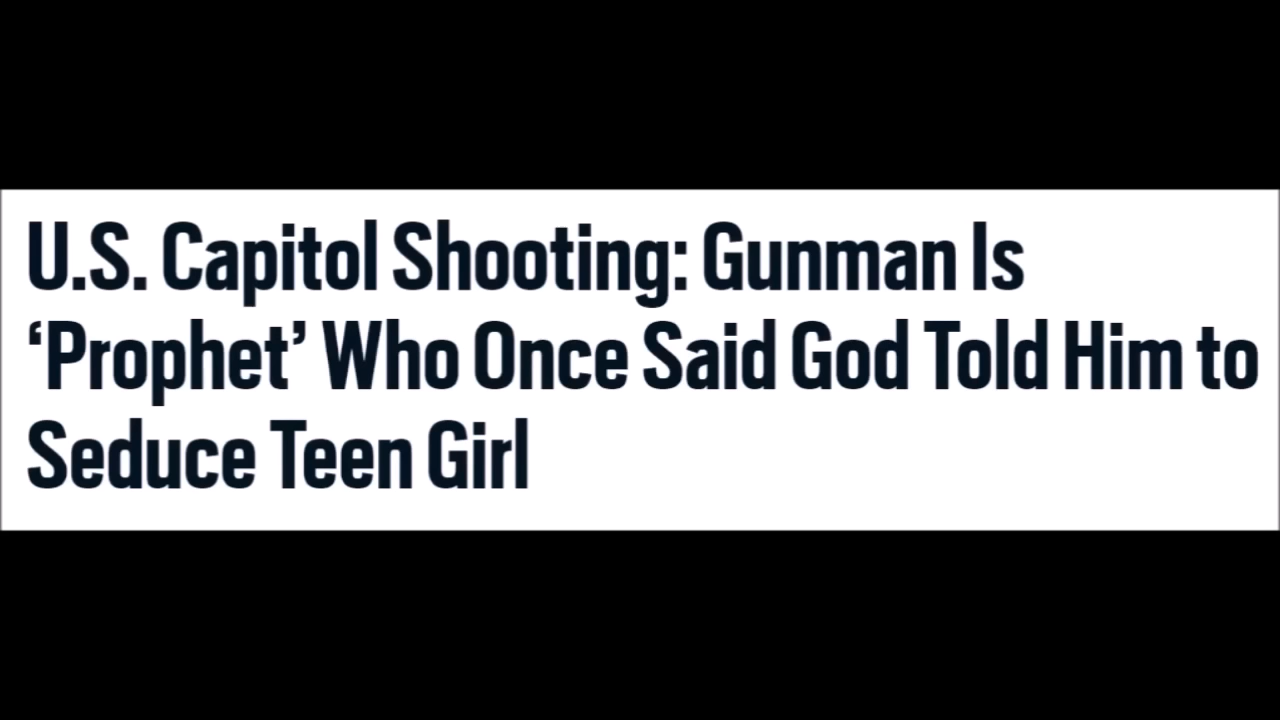 U.S. Capitol Shooting: Gunman Is
‘Prophet’ Who Once Said God Told Him to
Seduce Teen Girl